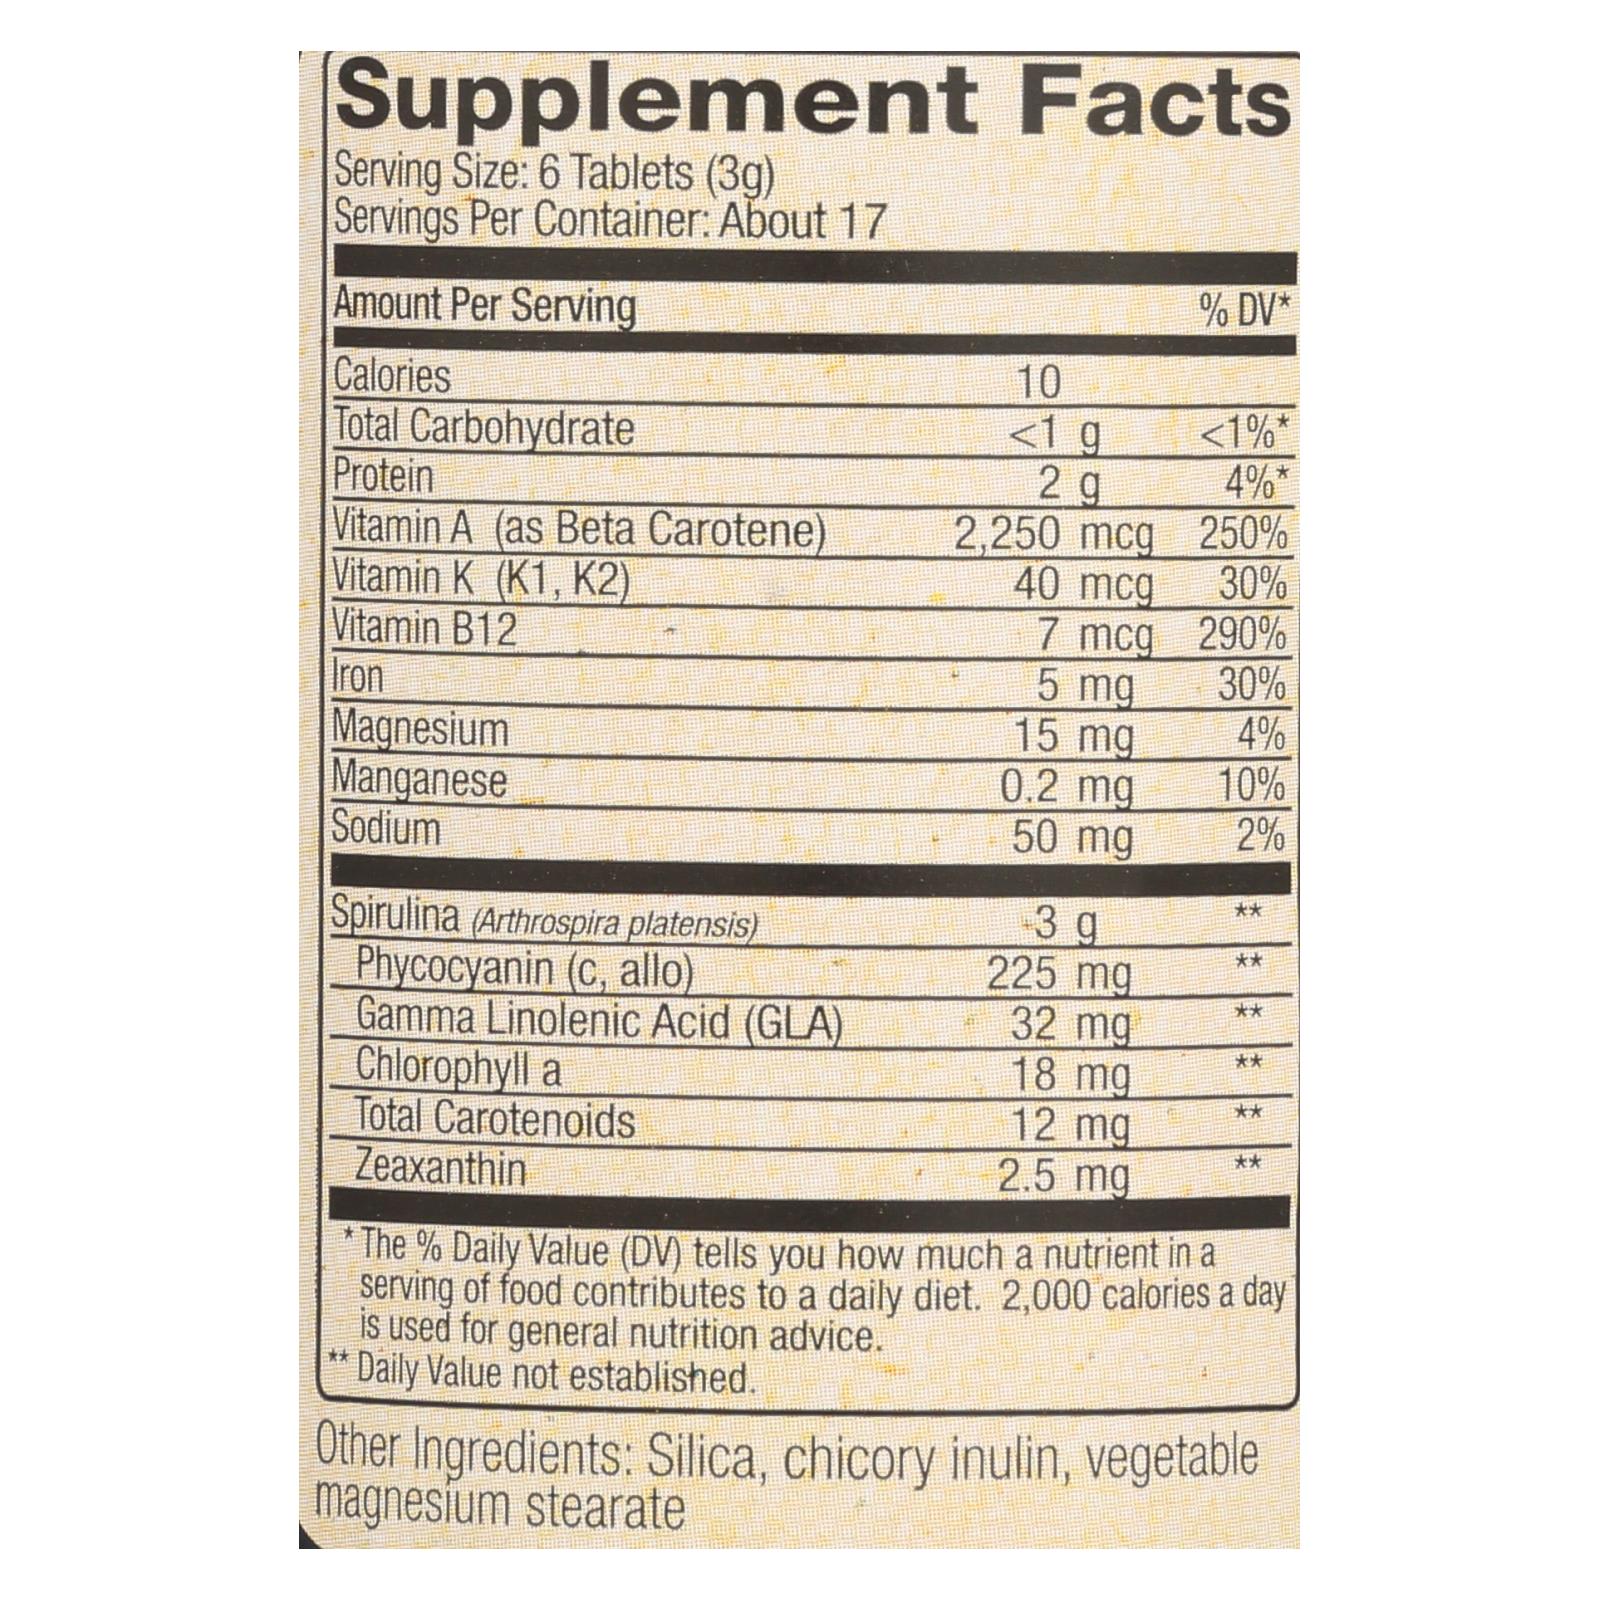 Supplement Facts
Serving Size: 6 Tablets (3g)
Servings Per Container: About 17
Amount Per Serving % DV*
Calories 10
Total Carbohydrate <1 g <1%*
Protein 2 g 4%*
Vitamin A (as Beta Carotene) 2,250 mcg 250%
Vitamin K (K1, K2) 40 mcg 30%
Vitamin B12 7 mcg 290%
Iron 5 mg 30%
Magnesium 15 mg 4%
Manganese 0.2 mg 10%
Sodium 50 mg 2%
Spirulina (Arthrospira platensis) 3 g **
Phycocyanin (c, allo) 225 mg **
Gamma Linolenic Acid (GLA) 32 mg **
Chlorophyll a 18 mg **
Total Carotenoids 12 mg **
Zeaxanthin 2.5 mg **
* The % Daily Value (DV) tells you how much a nutrient in a
serving of food contributes to a daily diet. 2,000 calories a day
is used for general nutrition advice.
** Daily Value not established.
Other Ingredients: Silica, chicory inulin, vegetable
magnesium stearate